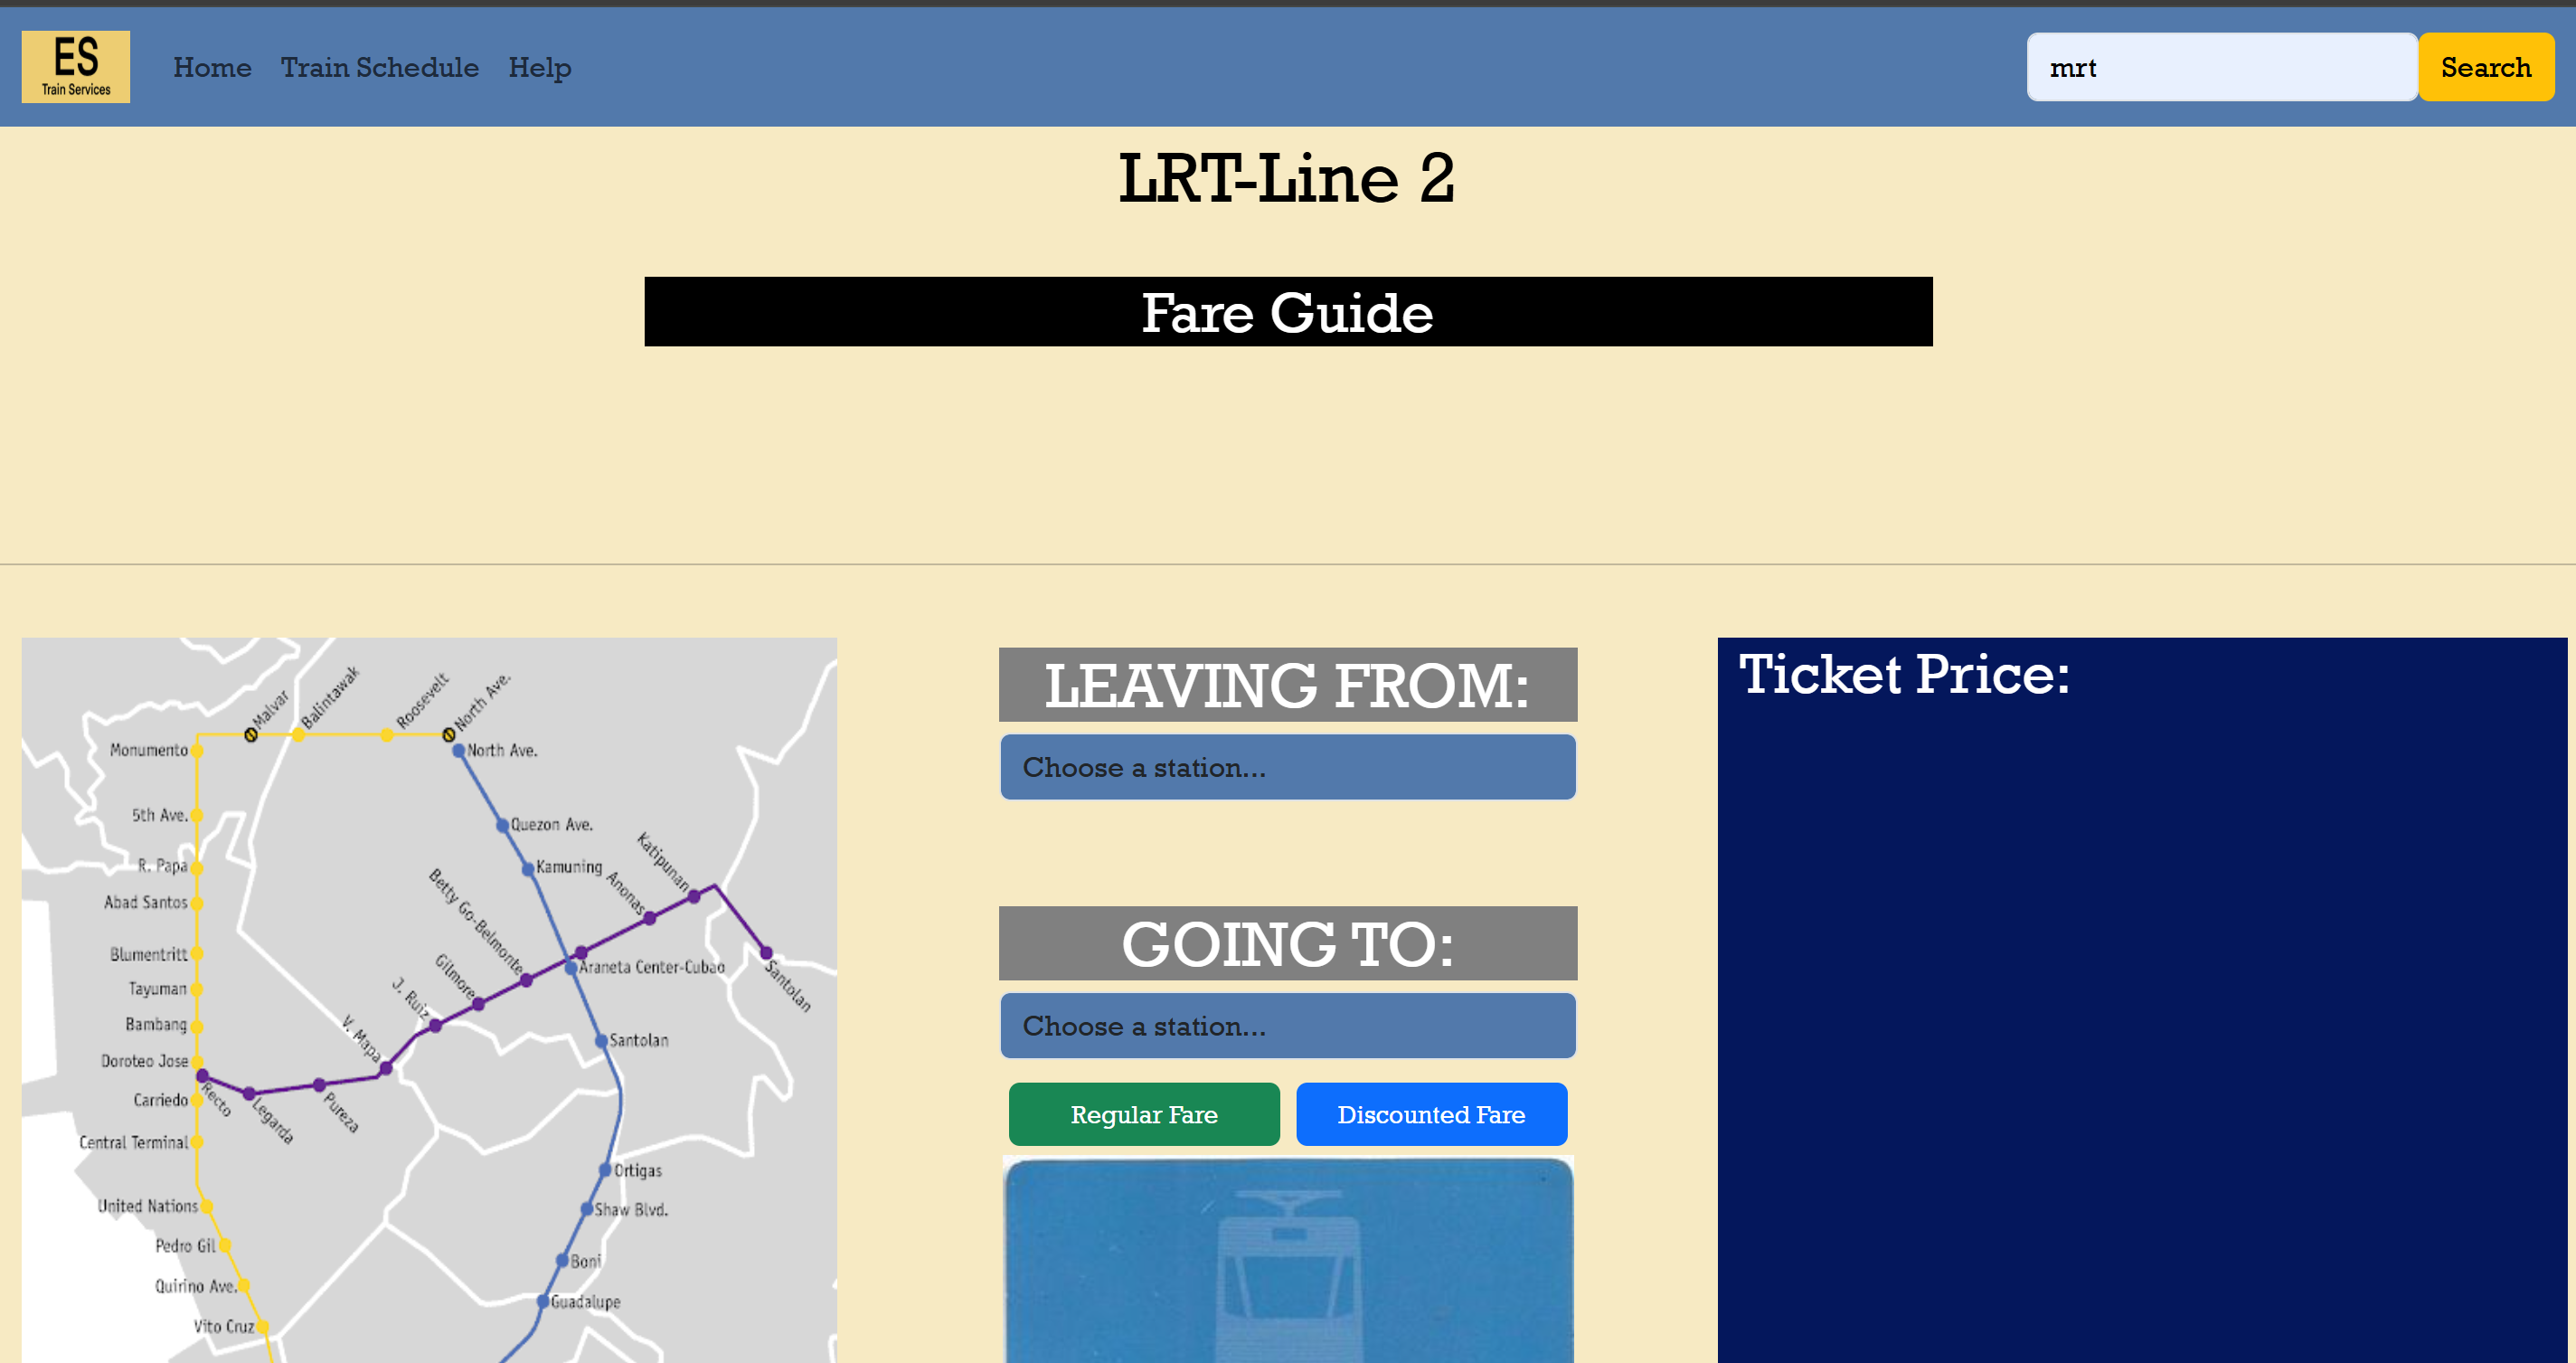 ES
Train Services
Home
Train Schedule
Help
mrt
Search
LRT-Line 2
Fare Guide
Malvar
Balintawak
Roosevelt
North Ave.
Monumento
North Ave.
5th Ave.
Quezon Ave.
R. Papa
Kamuning
Katipunan
Anonas
Betty Go-Belmonte
Abad Santos
Blumentritt
Gilmore
Araneta Center-Cubao
Santolan
Tayuman
J. Ruiz
Bambang
V. Mapa
Santolan
Doroteo Jose
Recto
Legarda
Pureza
Carriedo
Central Terminal
Ortigas
United Nations
Shaw Blvd.
Pedro Gil
Boni
Quirino Ave.
Guadalupe
Vito Cruz
LEAVING FROM:
Choose a station...
GOING TO:
Choose a station...
Regular Fare
Discounted Fare
Ticket Price: